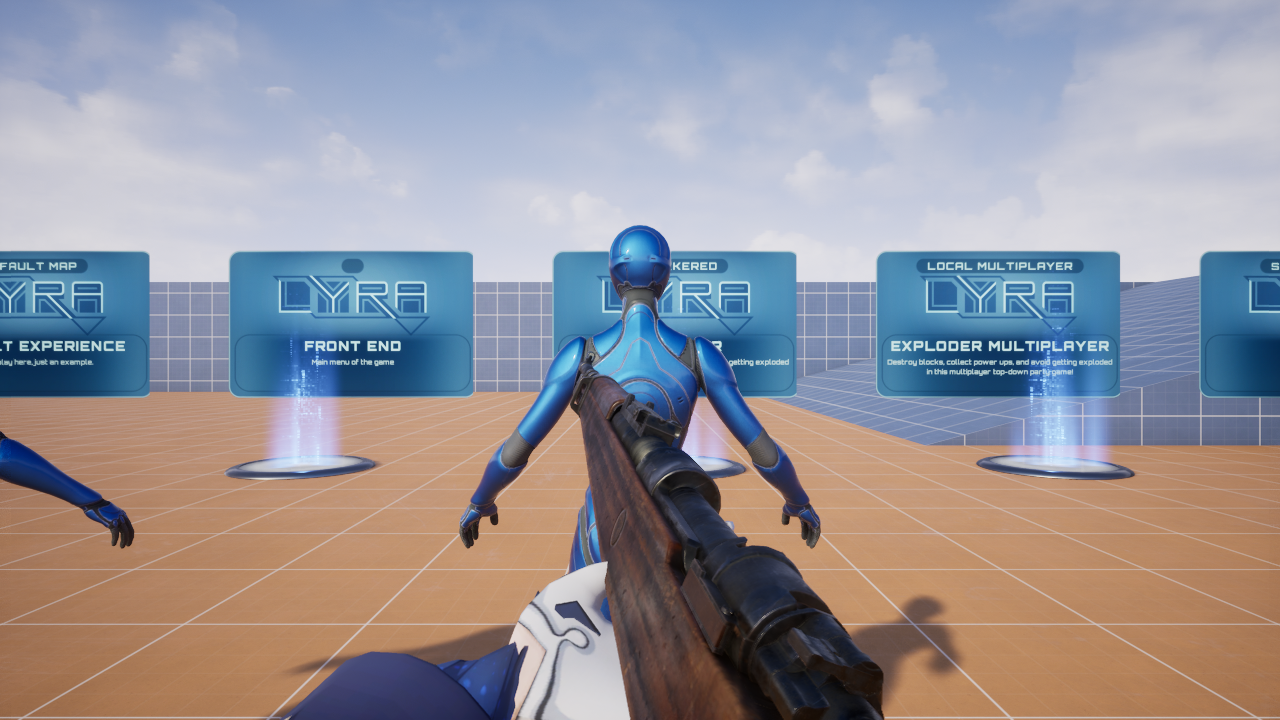 FAULT MAP
LYRA
LT EXPERIENCE
play here, just an example.
LYRA
FRONT END
Main menu of the game
KERED
LYRA
R
getting exploded
LOCAL MULTIPLAYER
LYRA
EXPLODER MULTIPLAYER
Destroy blocks, collect power ups, and avoid getting exploded
in this multiplayer top-down party game!
S
L